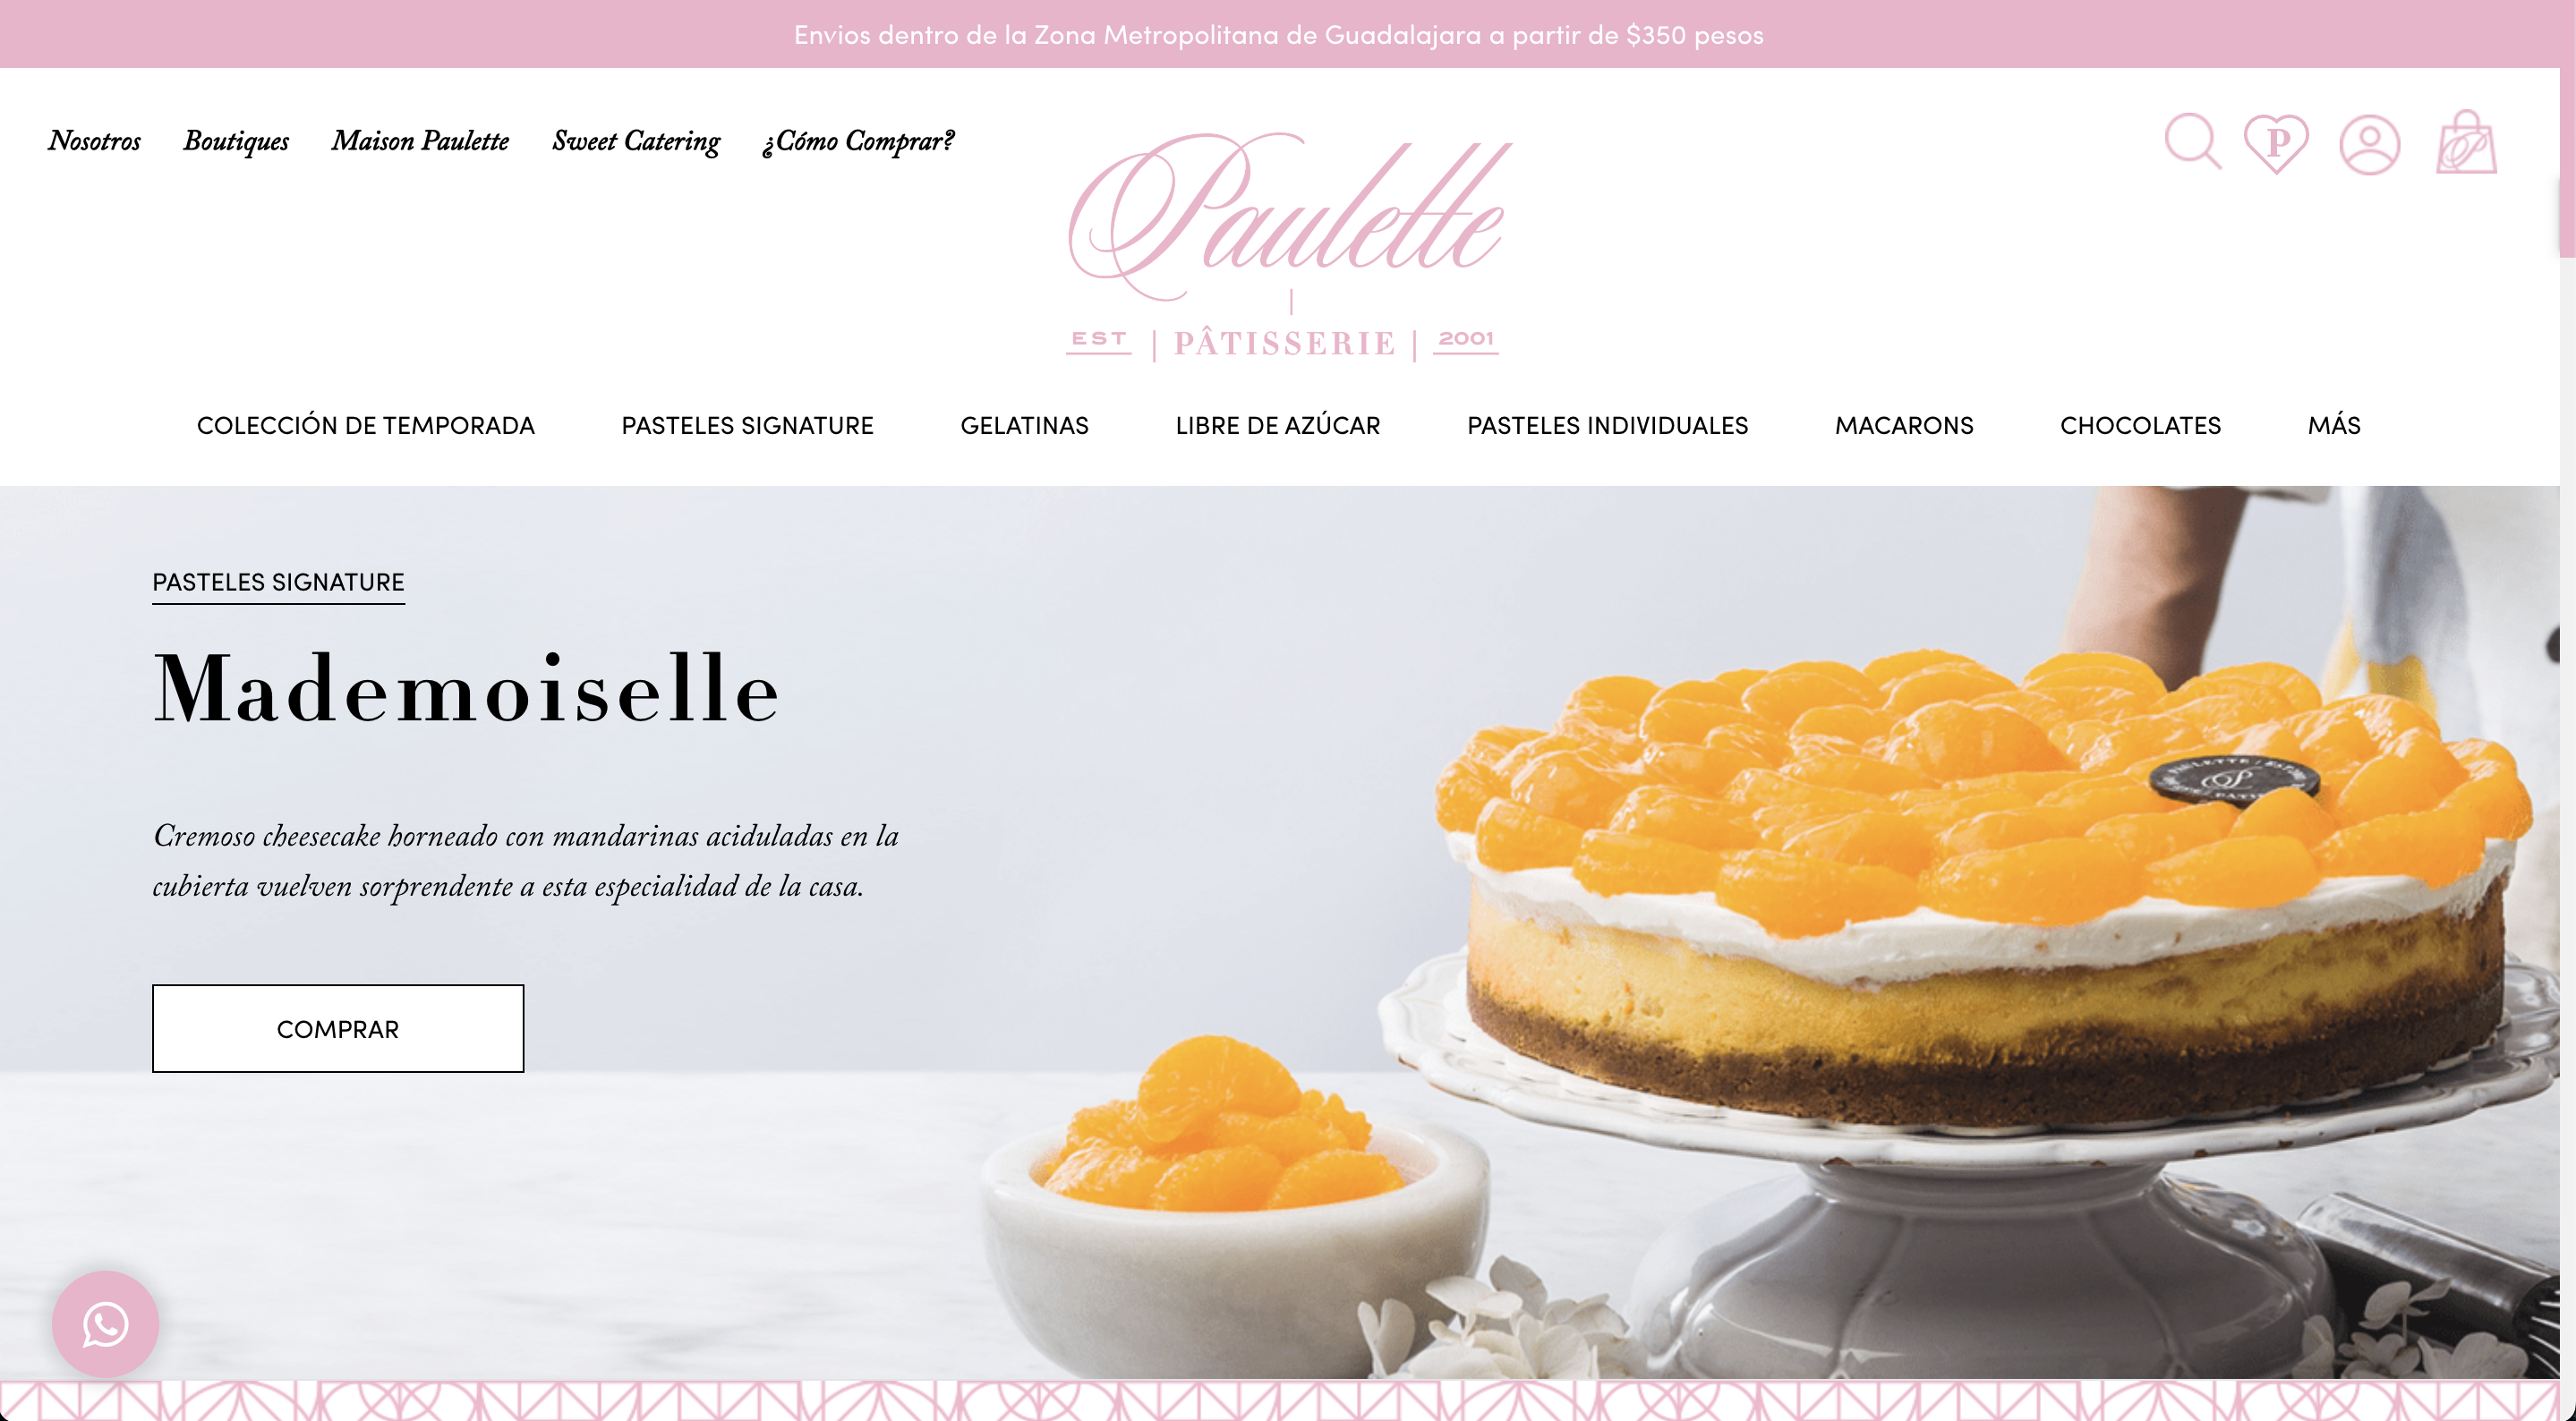 Envios dentro de la Zona Metropolitana de Guadalajara a partir de $350 pesos
Nosotros Boutiques Maison Paulette Sweet Catering ¿Cómo Comprar?
P
Paulette
EST | PÂTISSERIE | 2001
COLECCIÓN DE TEMPORADA PASTELES SIGNATURE GELATINAS LIBRE DE AZÚCAR PASTELES INDIVIDUALES MACARONS CHOCOLATES MÁS
PASTELES SIGNATURE
Mademoiselle
Cremoso cheesecake horneado con mandarinas aciduladas en la
cubierta vuelven sorprendente a esta especialidad de la casa.
COMPRAR